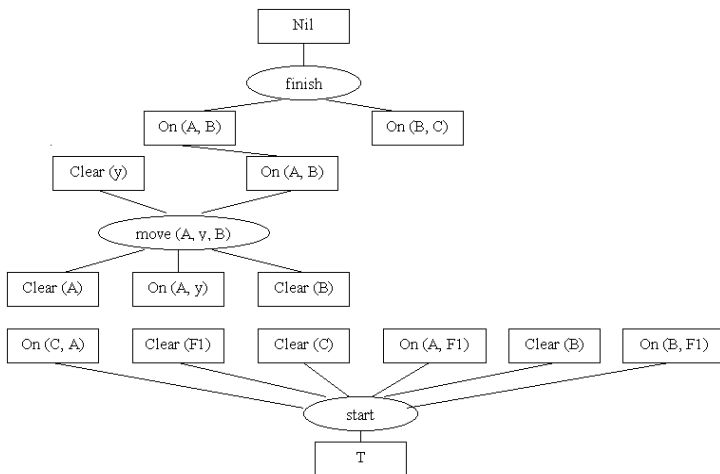 Nil
finish
On (A, B)
On (B, C)
Clear (y)
On (A, B)
move (A, y, B)
Clear (A)
On (A, y)
Clear (B)
On (C, A)
Clear (F1)
Clear (C)
On (A, F1)
Clear (B)
On (B, F1)
start
T